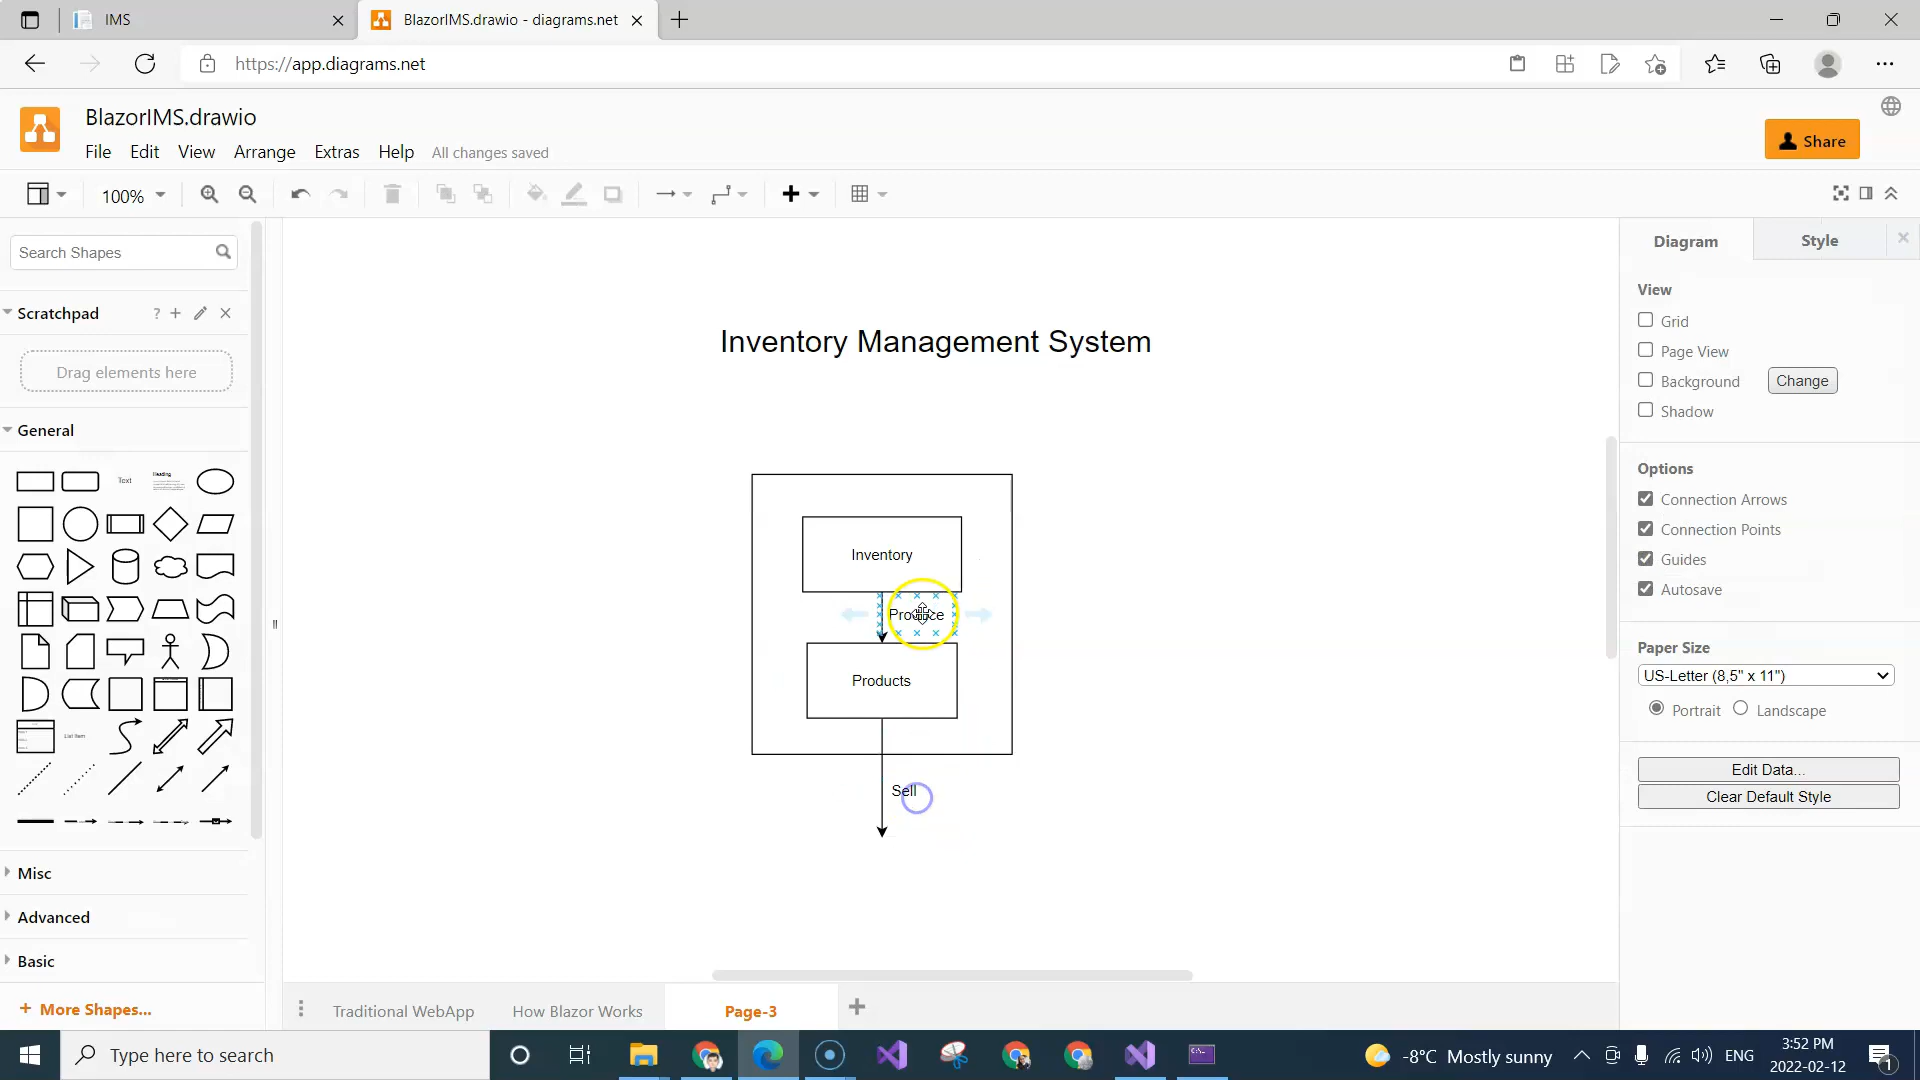 IMS
BlazorIMS.drawio - diagrams.net
https://app.diagrams.net
BlazorIMS.drawio
File Edit View Arrange Extras Help All changes saved
Share
100%
Search Shapes
Scratchpad
?
Drag elements here
General
Text
Heading
List Item
Misc
Advanced
Basic
+ More Shapes...
Inventory Management System
Inventory
Produce
Products
Sell
Diagram
Style
View
Grid
Page View
Background
Change
Shadow
Options
Connection Arrows
Connection Points
Guides
Autosave
Paper Size
US-Letter (8,5" x 11")
Portrait
Landscape
Edit Data...
Clear Default Style
Traditional WebApp
How Blazor Works
Page-3
Type here to search
-8°C Mostly sunny
ENG
3:52 PM
2022-02-12
1